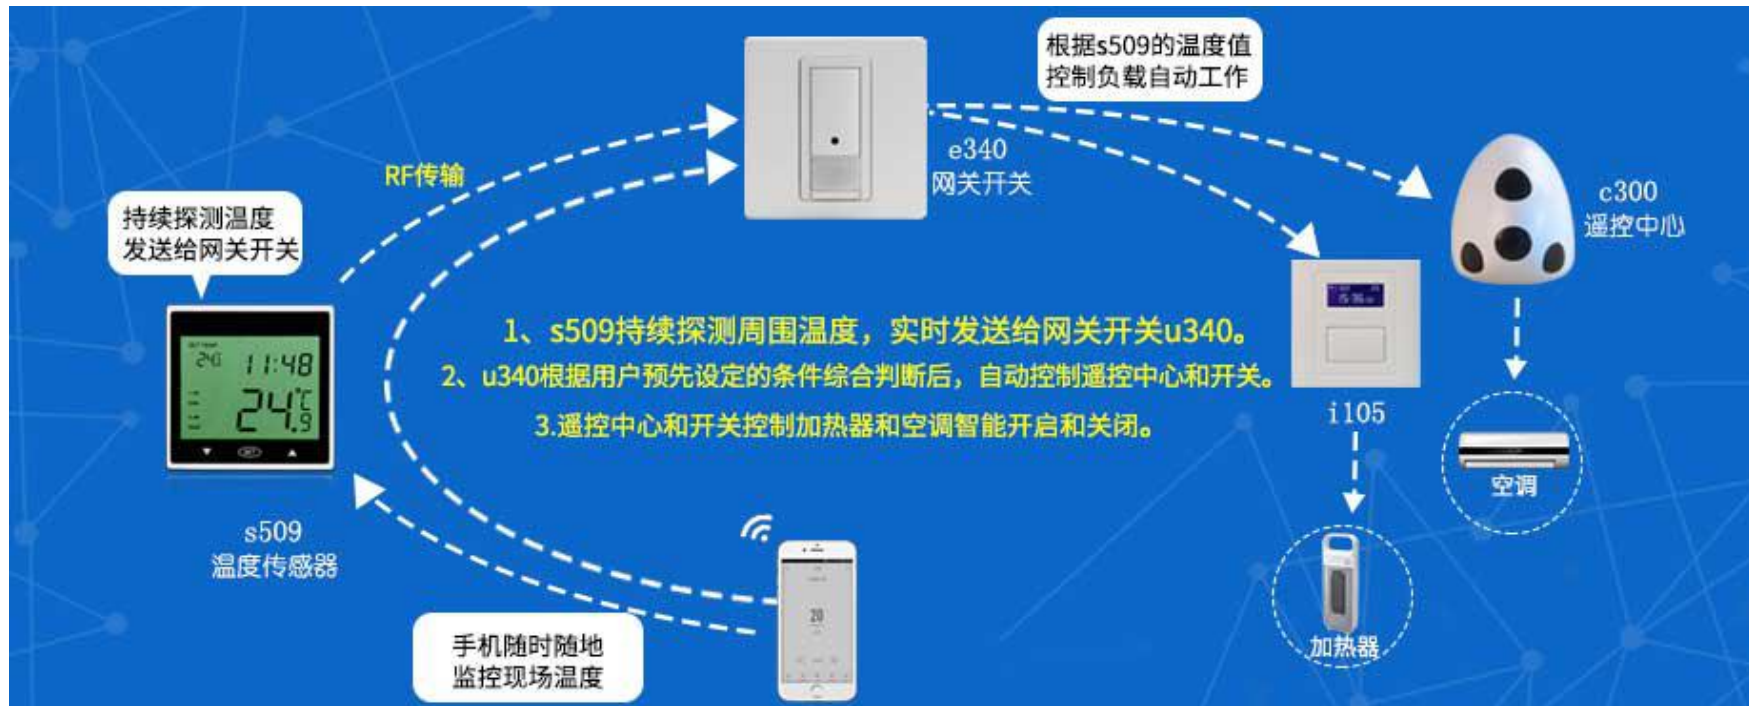 根据s509的温度值
控制负载自动工作
e340
网关开关
c300
遥控中心
RF传输
持续探测温度
发送给网关开关
1、s509持续探测周围温度，实时发送给网关开关u340。
2、u340根据用户预先设定的条件综合判断后，自动控制遥控中心和开关。
3.遥控中心和开关控制加热器和空调智能开启和关闭。
11:48
24.9℃
SET
i105
空调
s509
温度传感器
20
加热器
手机随时随地
监控现场温度